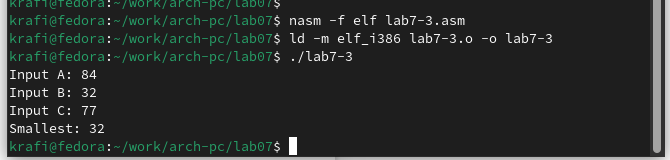 krafi@fedora:~/work/arch-pc/lab07$
krafi@fedora:~/work/arch-pc/lab07$ nasm -f elf lab7-3.asm
krafi@fedora:~/work/arch-pc/lab07$ ld -m elf_i386 lab7-3.o -o lab7-3
krafi@fedora:~/work/arch-pc/lab07$ ./lab7-3
Input A: 84
Input B: 32
Input C: 77
Smallest: 32
krafi@fedora:~/work/arch-pc/lab07$